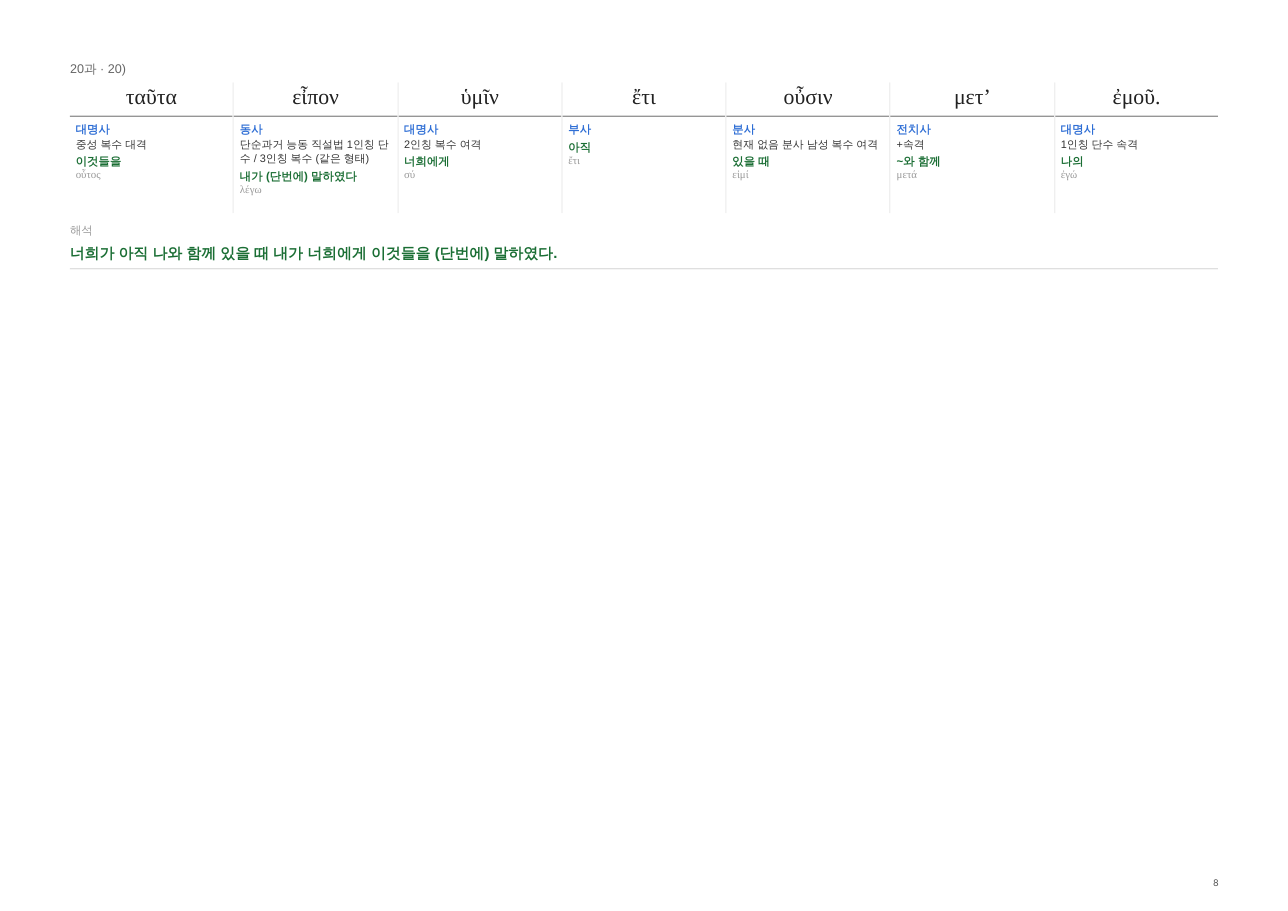 20과 · 20)
ταῦτα εἶπον ὑμῖν ἔτι οὖσιν μετ’ ἐμοῦ.
대명사 동사 대명사 부사 분사 전치사 대명사
중성 복수 대격 단순과거 능동 직설법 1인칭 단수 / 3인칭 복수 (같은 형태) 2인칭 복수 여격 현재 없음 분사 남성 복수 여격 +속격 1인칭 단수 속격
이것들을 내가 (단번에) 말하였다 너희에게 아직 있을 때 ~와 함께 나의
οὗτος λέγω σύ ἔτι εἰμί μετά ἐγώ
해석
너희가 아직 나와 함께 있을 때 내가 너희에게 이것들을 (단번에) 말하였다.
8